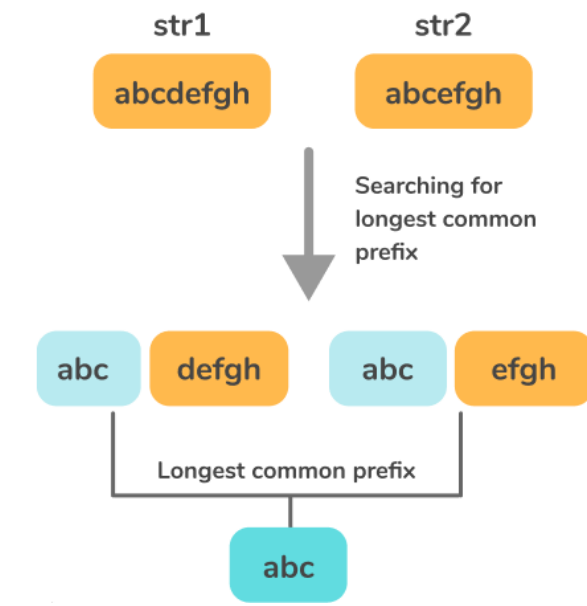 str1
str2
abcdefgh
abcefgh
Searching for
longest common
prefix
abc
defgh
abc
efgh
Longest common prefix
abc